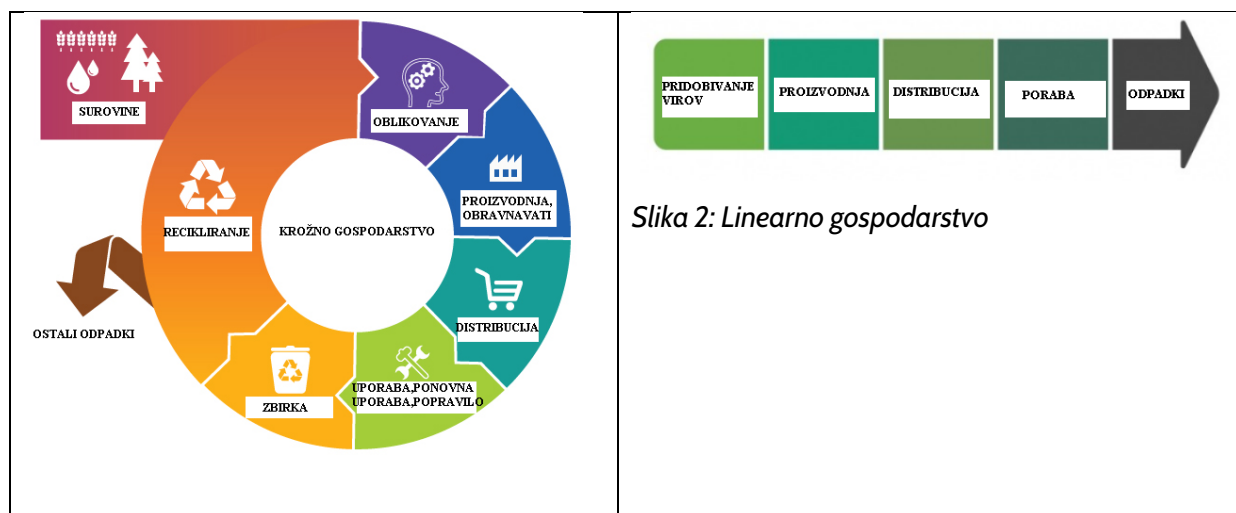 SUROVINE
OBLIKOVANJE
PROIZVODNJA,
OBRAVNAVATI
RECIKLIRANJE
KROŽNO GOSPODARSTVO
DISTRIBUCIJA
OSTALI ODPADKI
UPORABA,PONOVNA
UPORABA,POPRAVILO
ZBIRKA
PRIDOBIVANJE
VIROV
PROIZVODNJA
DISTRIBUCIJA
PORABA
ODPADKI
Slika 2: Linearno gospodarstvo